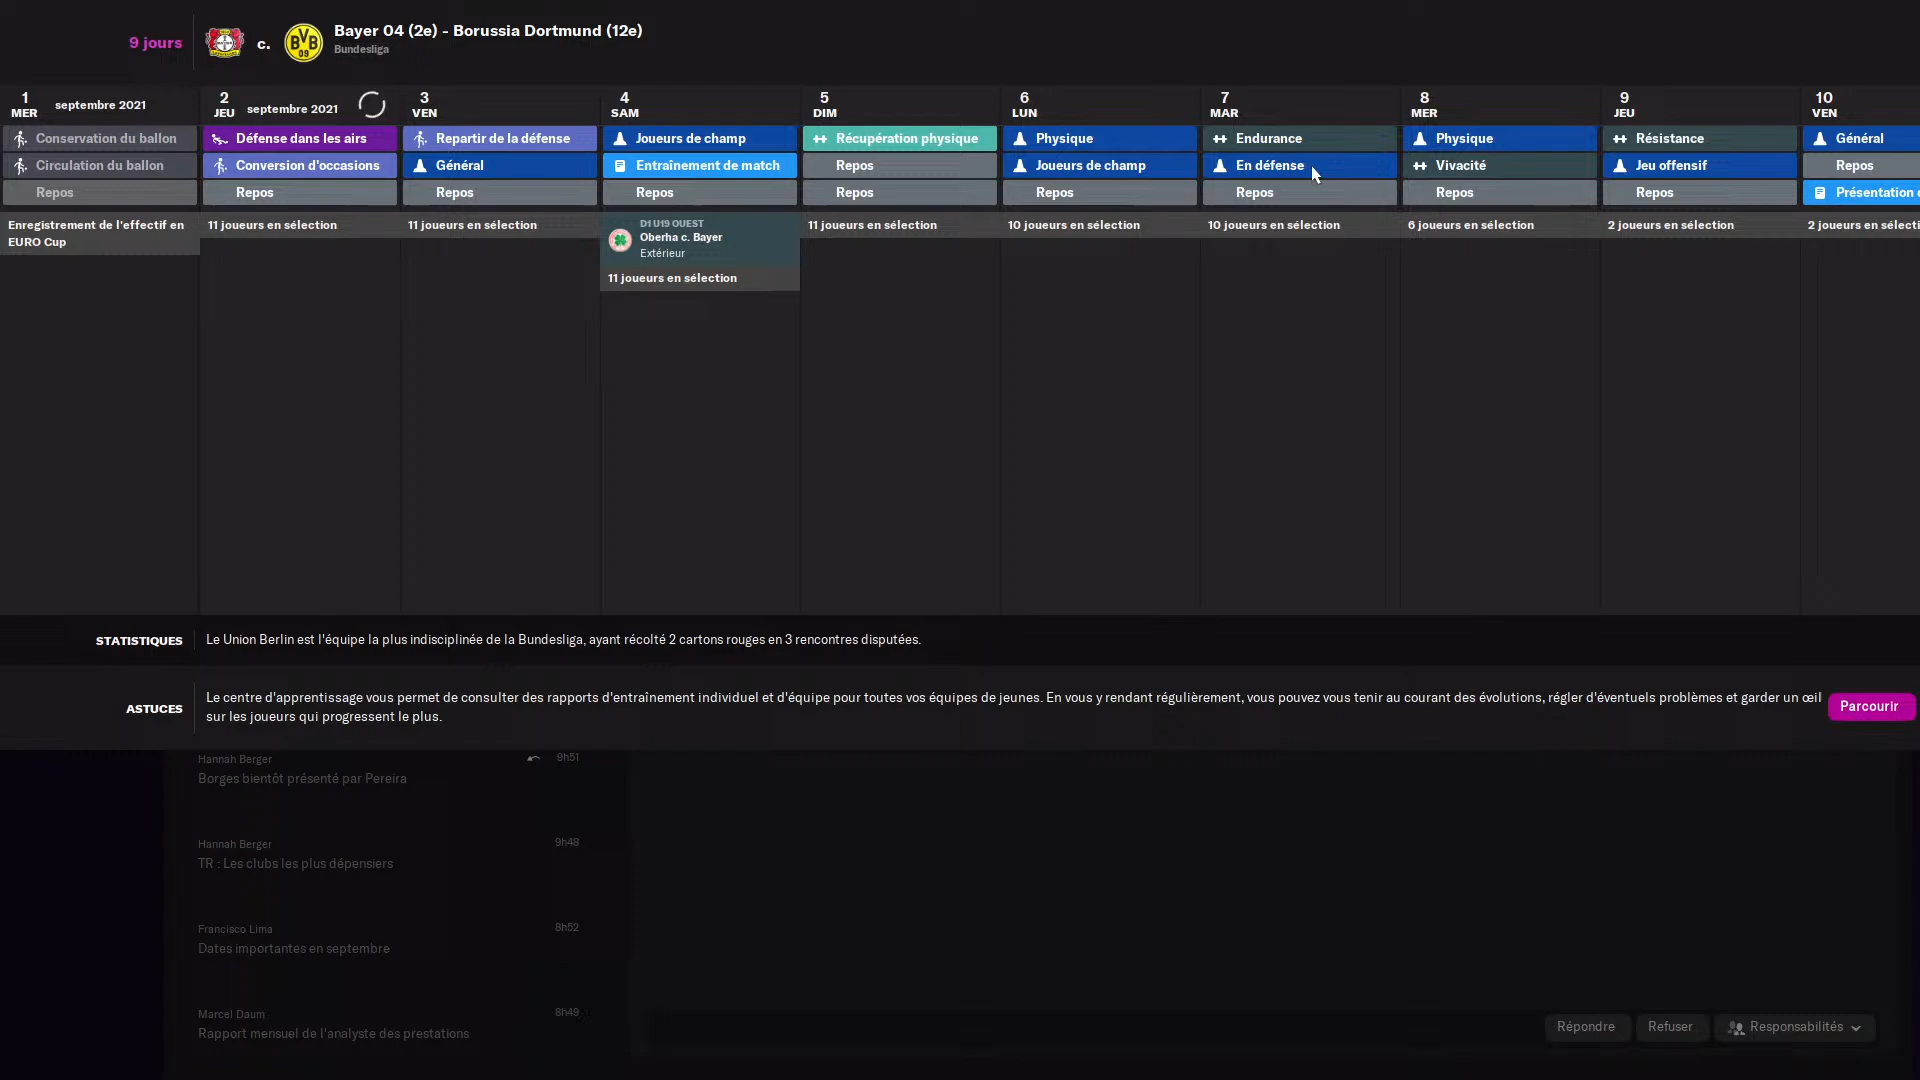 9 jours
c.
BVB
09
Bayer 04 (2e) - Borussia Dortmund (12e)
Bundesliga
1
MER
septembre 2021
2
JEU
septembre 2021
3
VEN
4
SAM
5
DIM
6
LUN
7
MAR
8
MER
9
JEU
10
VEN
Conservation du ballon
Défense dans les airs
Repartir de la défense
Joueurs de champ
Récupération physique
Physique
Endurance
Physique
Résistance
Général
Circulation du ballon
Conversion d'occasions
Général
Entraînement de match
Repos
Joueurs de champ
En défense
Vivacité
Jeu offensif
Repos
Repos
Repos
Repos
Repos
Repos
Repos
Repos
Repos
Repos
Présentation
Enregistrement de l'effectif en
EURO Cup
11 joueurs en sélection
11 joueurs en sélection
D1 U19 OUEST
Oberha c. Bayer
Extérieur
11 joueurs en sélection
11 joueurs en sélection
10 joueurs en sélection
10 joueurs en sélection
6 joueurs en sélection
2 joueurs en sélection
2 joueurs en sélecti
STATISTIQUES
Le Union Berlin est l'équipe la plus indisciplinée de la Bundesliga, ayant récolté 2 cartons rouges en 3 rencontres disputées.
ASTUCES
Le centre d'apprentissage vous permet de consulter des rapports d'entraînement individuel et d'équipe pour toutes vos équipes de jeunes. En vous y rendant régulièrement, vous pouvez vous tenir au courant des évolutions, régler d'éventuels problèmes et garder un œil
sur les joueurs qui progressent le plus.
Parcourir
Hannah Berger
9h51
Borges bientôt présenté par Pereira
Hannah Berger
9h48
TR : Les clubs les plus dépensiers
Francisco Lima
8h52
Dates importantes en septembre
Marcel Daum
8h49
Rapport mensuel de l'analyste des prestations
Répondre
Refuser
Responsabilités